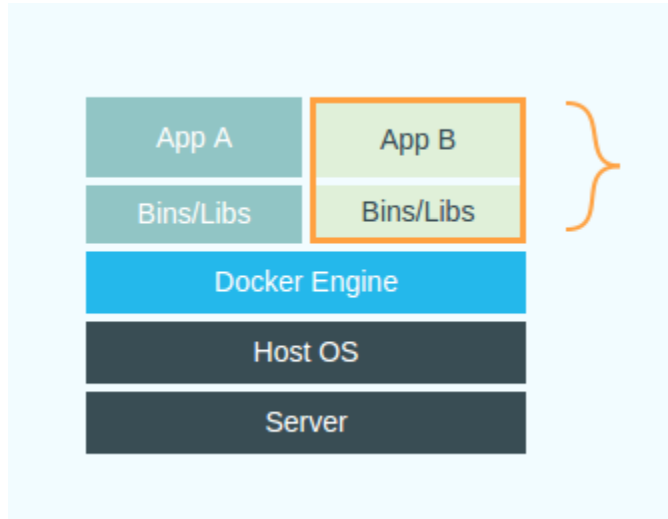 App A
App B
Bins/Libs
Bins/Libs
Docker Engine
Host OS
Server